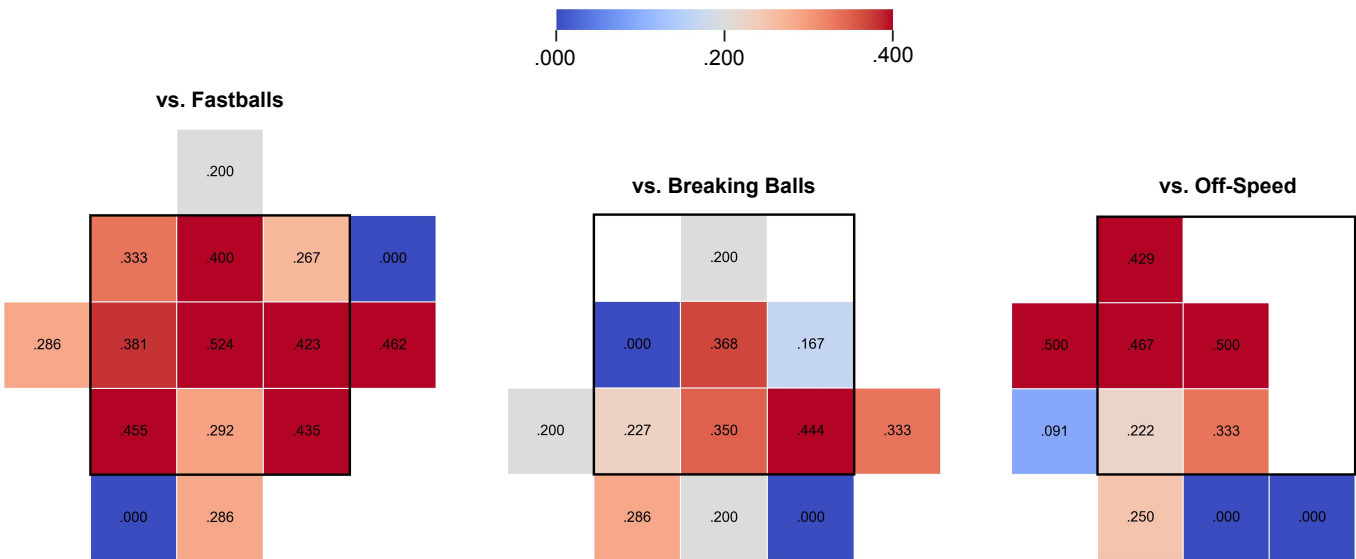 .000 .200 .400
vs. Fastballs
.200
.333 .400 .267 .000
.286 .381 .524 .423 .462
.455 .292 .435
.000 .286
vs. Breaking Balls
.200
.000 .368 .167
.200 .227 .350 .444 .333
.286 .200 .000
vs. Off-Speed
.429
.500 .467 .500
.091 .222 .333
.250 .000 .000